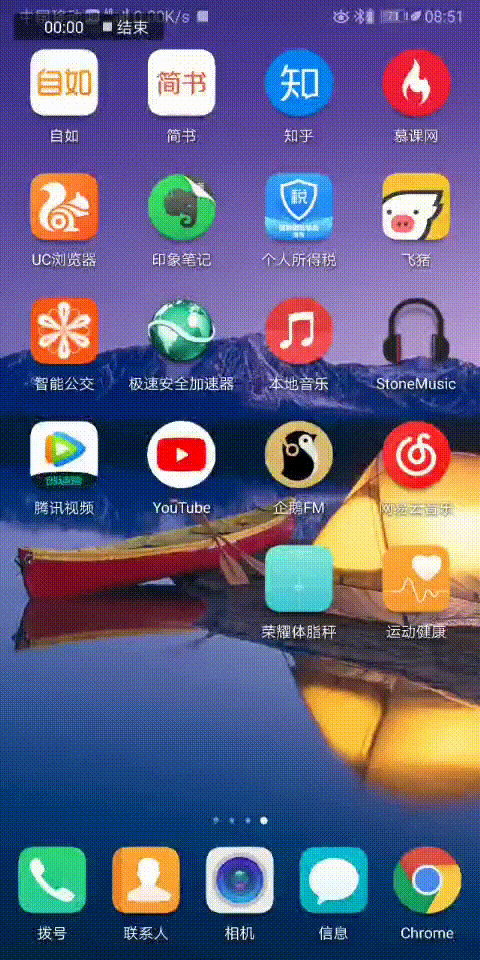 中国移动 0.00K/s 71 08:51
00:00 结束
自如 简书 知
自如 简书 知乎 慕课网
税
UC浏览器 印象笔记 个人所得税 飞猪
智能公交 极速安全加速器 本地音乐 StoneMusic
创造营
腾讯视频 YouTube 企鹅FM 网易云音乐
荣耀体脂秤 运动健康
拨号 联系人 相机 信息 Chrome